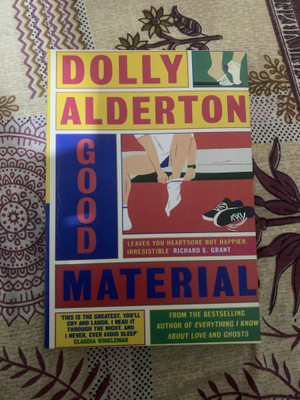 DOLLY
ALDERTON
GOOD
MATERIAL
'LEAVES YOU HEARTSORE BUT HAPPIER.
IRRESISTIBLE' RICHARD E. GRANT
'THIS IS THE GREATEST. YOU'LL
CRY AND LAUGH. I READ IT
THROUGH THE NIGHT. AND
I NEVER, EVER AVOID SLEEP'
CLAUDIA WINKLEMAN
FROM THE BESTSELLING
AUTHOR OF EVERYTHING I KNOW
ABOUT LOVE AND GHOSTS